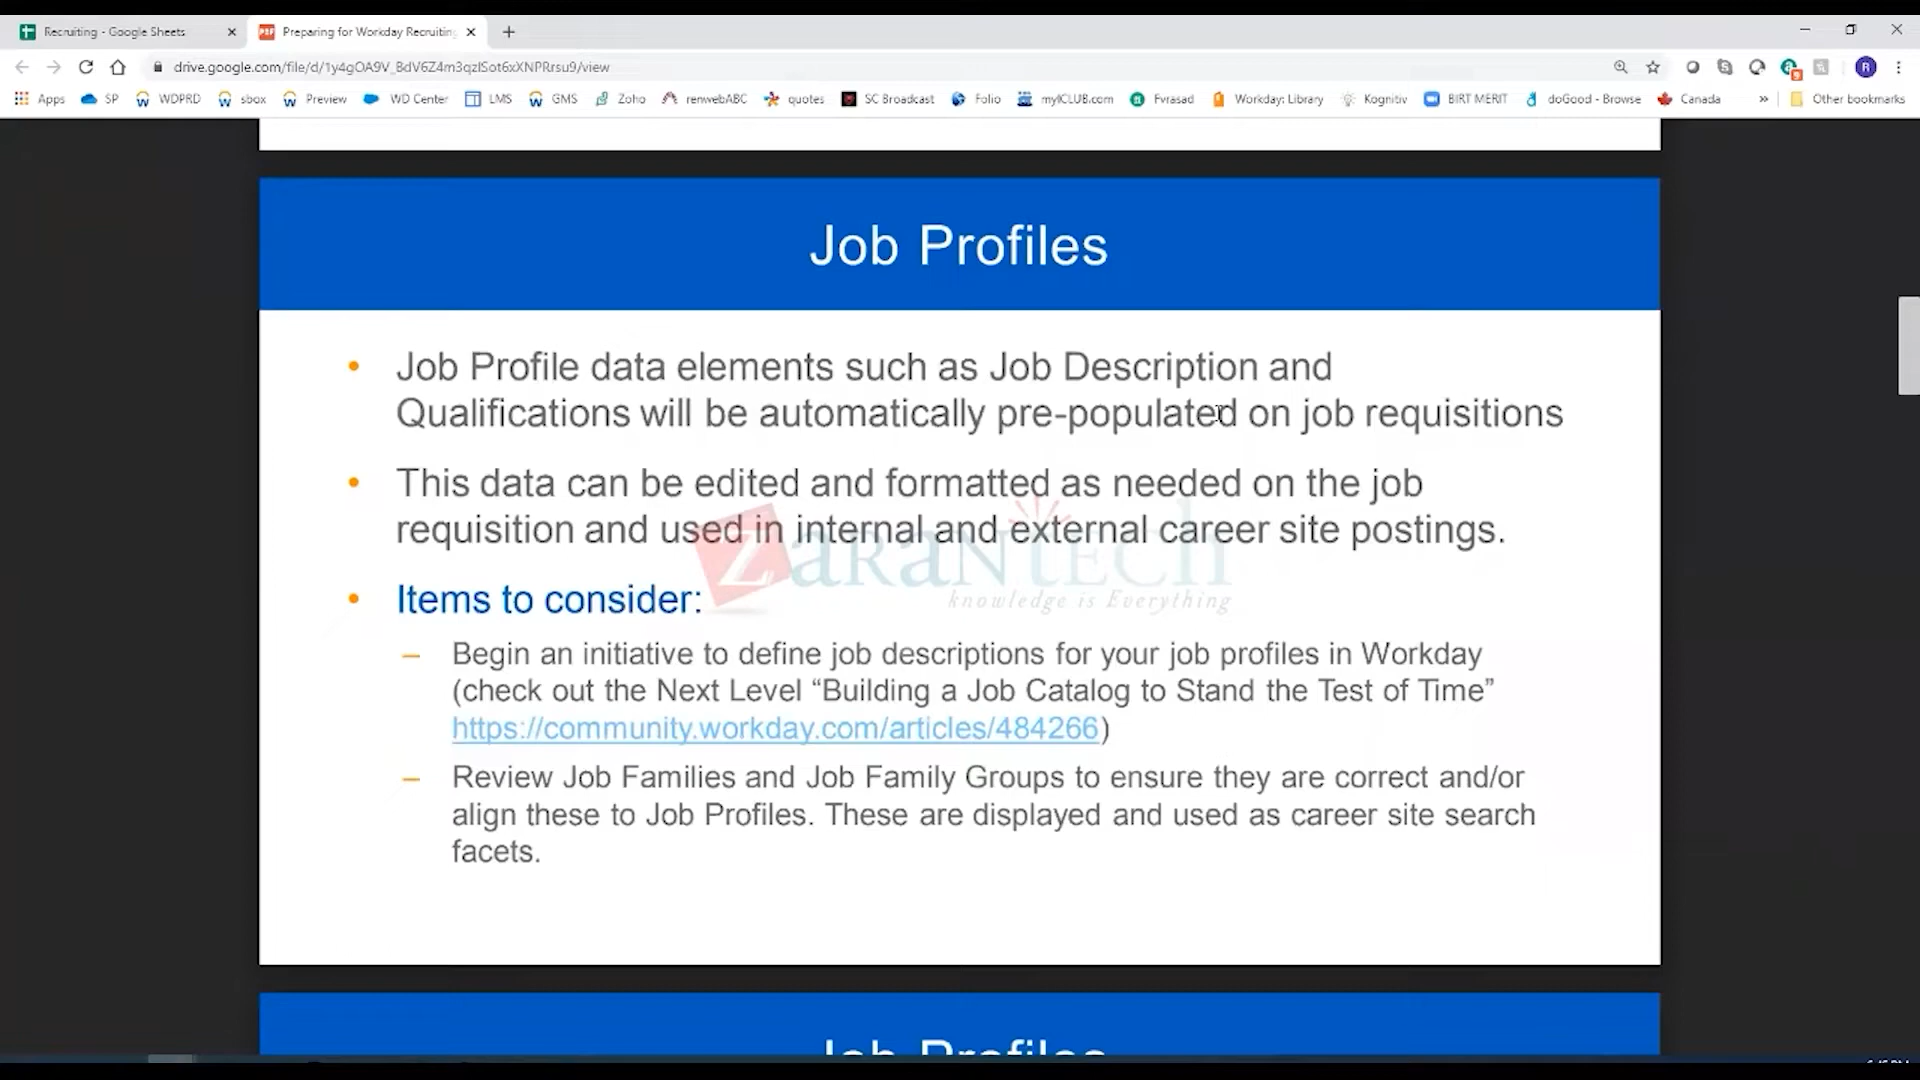 Recruiting - Google Sheets
Preparing for Workday Recruiting
drive.google.com/file/d/1y4gOA9V_BdV6Z4m3qzISot6xXNPRrsu9/view
Apps SP WDPRD sbox Preview WD Center LMS GMS Zoho renwebABC quotes SC Broadcast Folio myICLUB.com Fvrasad Workday: Library Kognitiv BIRT MERIT doGood - Browse Canada » Other bookmarks
Job Profiles
• Job Profile data elements such as Job Description and
Qualifications will be automatically pre-populated on job requisitions
• This data can be edited and formatted as needed on the job
requisition and used in internal and external career site postings.
ZaranTech
knowledge is Everything
• Items to consider:
– Begin an initiative to define job descriptions for your job profiles in Workday
(check out the Next Level “Building a Job Catalog to Stand the Test of Time”
https://community.workday.com/articles/484266)
– Review Job Families and Job Family Groups to ensure they are correct and/or
align these to Job Profiles. These are displayed and used as career site search
facets.
Job Profiles